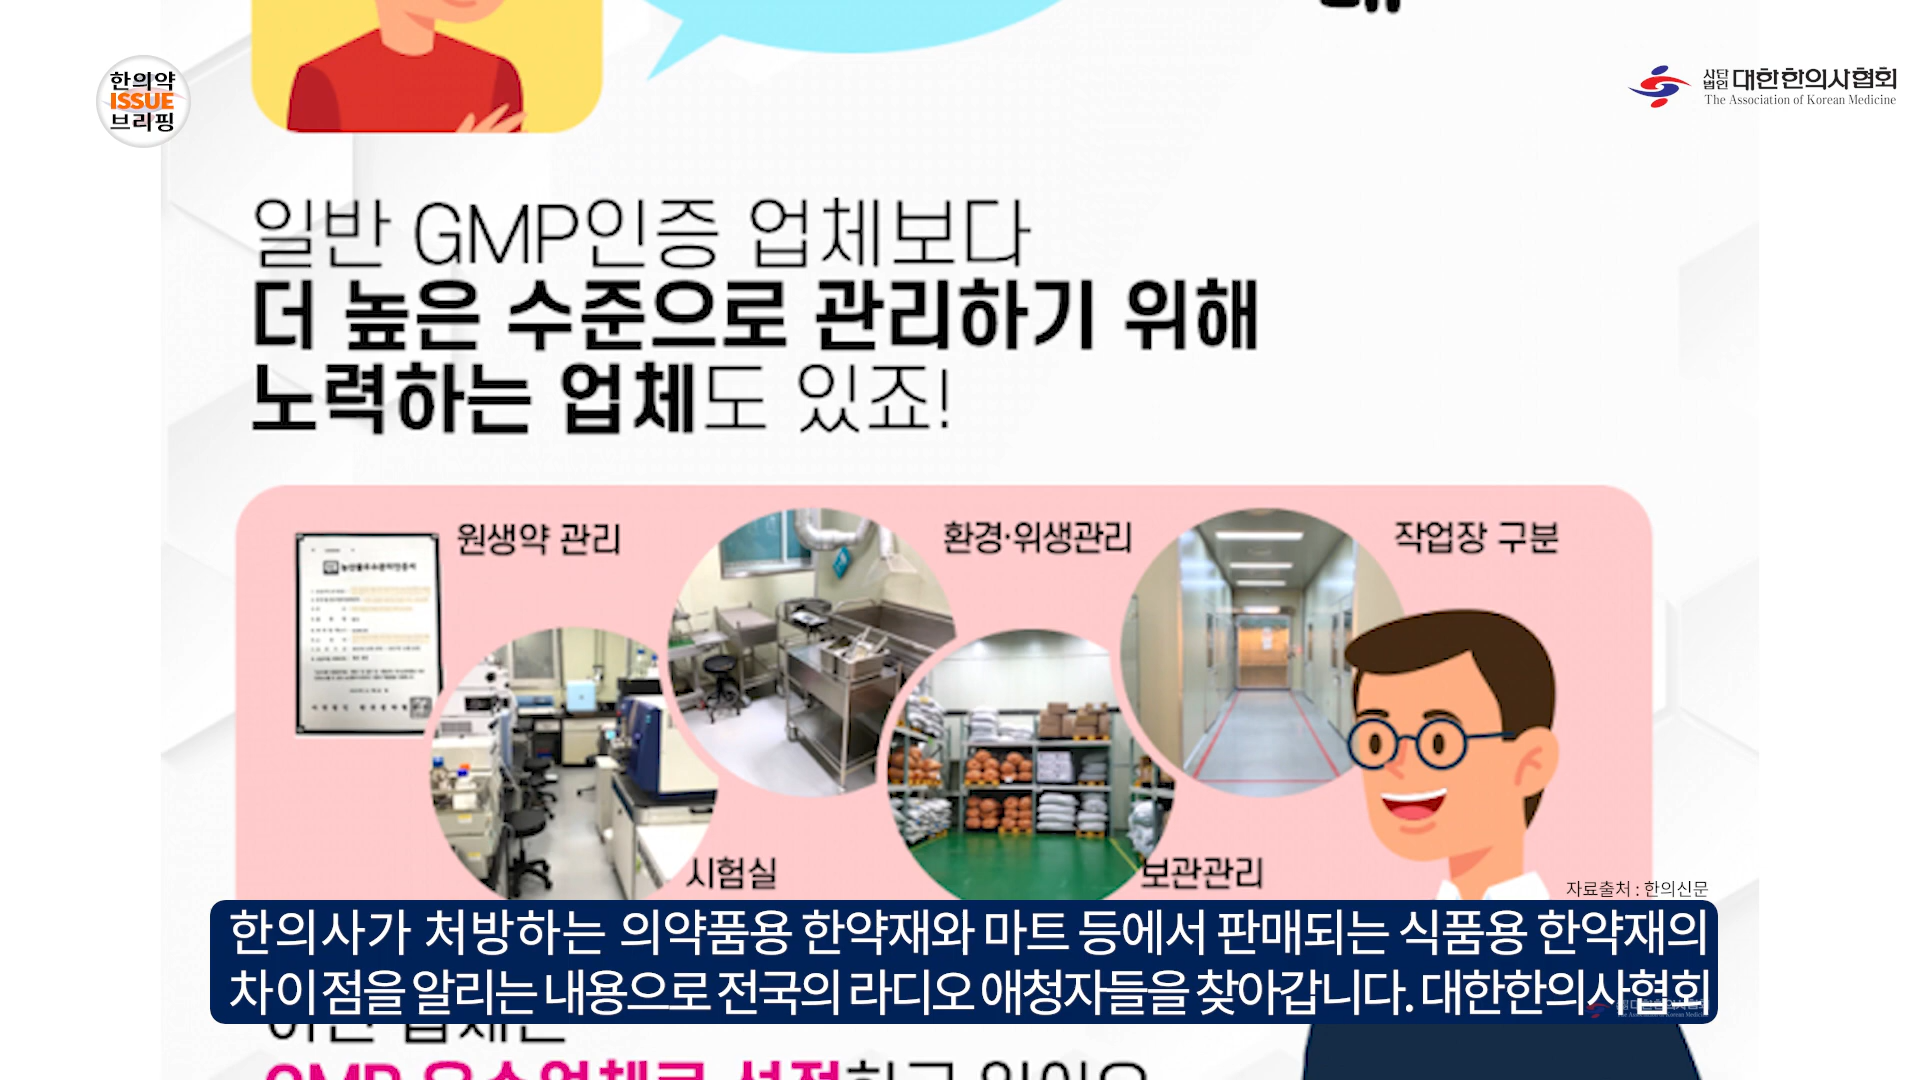 한의약
ISSUE
브리핑
사단
법인 대한한의사협회
The Association of Korean Medicine
일반 GMP인증 업체보다
더 높은 수준으로 관리하기 위해
노력하는 업체도 있죠!
원생약 관리
환경·위생관리
작업장 구분
시험실
보관관리
자료출처 : 한의신문
한의사가 처방하는 의약품용 한약재와 마트 등에서 판매되는 식품용 한약재의
차이점을 알리는 내용으로 전국의 라디오 애청자들을 찾아갑니다. 대한한의사협회